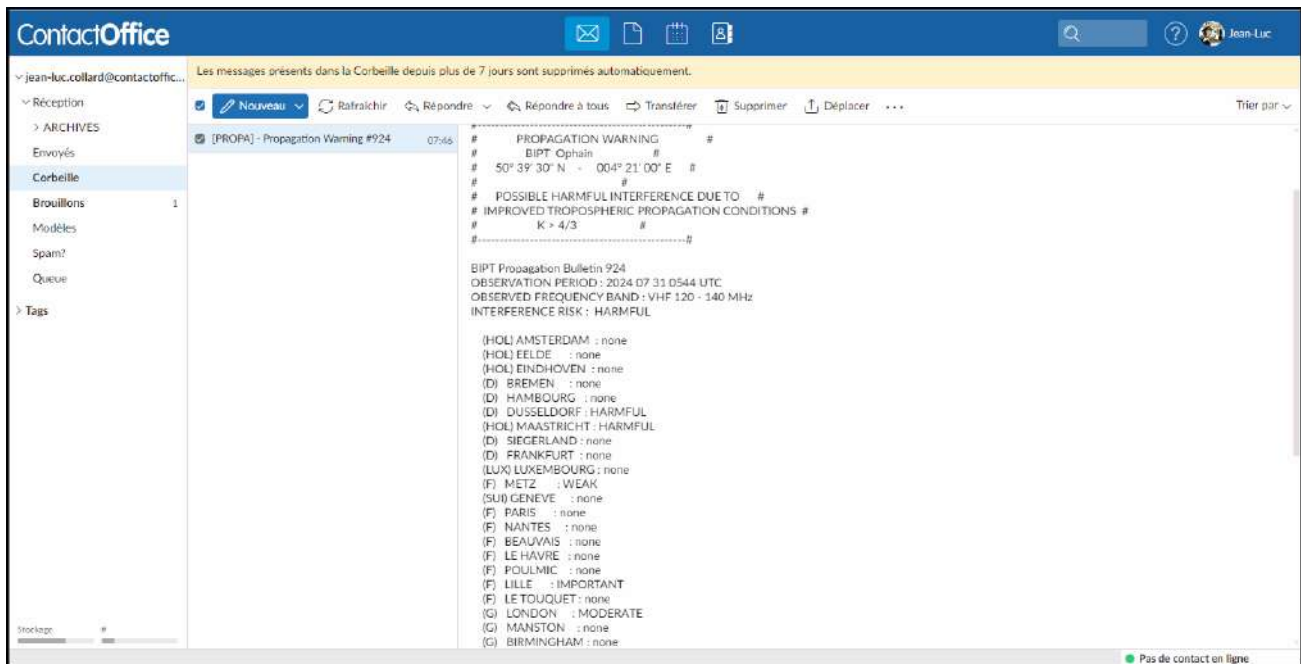 ContactOffice
Jean-Luc
jean-luc.collard@contactoffic...
Réception
ARCHIVES
Envoyés
Corbeille
Brouillons 1
Modèles
Spam?
Queue
Tags
Stockage #
Les messages présents dans la Corbeille depuis plus de 7 jours sont supprimés automatiquement.
Nouveau Rafraîchir Répondre Répondre à tous Transférer Supprimer Déplacer ... Trier par
[PROPA] - Propagation Warning #924 07:46
#-----------------------------------------------#
# PROPAGATION WARNING #
# BIPT Ophain #
# 50° 39' 30" N - 004° 21' 00" E #
# #
# POSSIBLE HARMFUL INTERFERENCE DUE TO #
# IMPROVED TROPOSPHERIC PROPAGATION CONDITIONS #
# K > 4/3 #
#-----------------------------------------------#
BIPT Propagation Bulletin 924
OBSERVATION PERIOD : 2024 07 31 0544 UTC
OBSERVED FREQUENCY BAND : VHF 120 - 140 MHz
INTERFERENCE RISK : HARMFUL
(HOL) AMSTERDAM : none
(HOL) EELDE : none
(HOL) EINDHOVEN : none
(D) BREMEN : none
(D) HAMBOURG : none
(D) DUSSELDORF : HARMFUL
(HOL) MAASTRICHT : HARMFUL
(D) SIEGERLAND : none
(D) FRANKFURT : none
(LUX) LUXEMBOURG : none
(F) METZ : WEAK
(SUI) GENEVE : none
(F) PARIS : none
(F) NANTES : none
(F) BEAUVAIS : none
(F) LE HAVRE : none
(F) POULMIC : none
(F) LILLE : IMPORTANT
(F) LE TOUQUET : none
(G) LONDON : MODERATE
(G) MANSTON : none
(G) BIRMINGHAM : none
Pas de contact en ligne